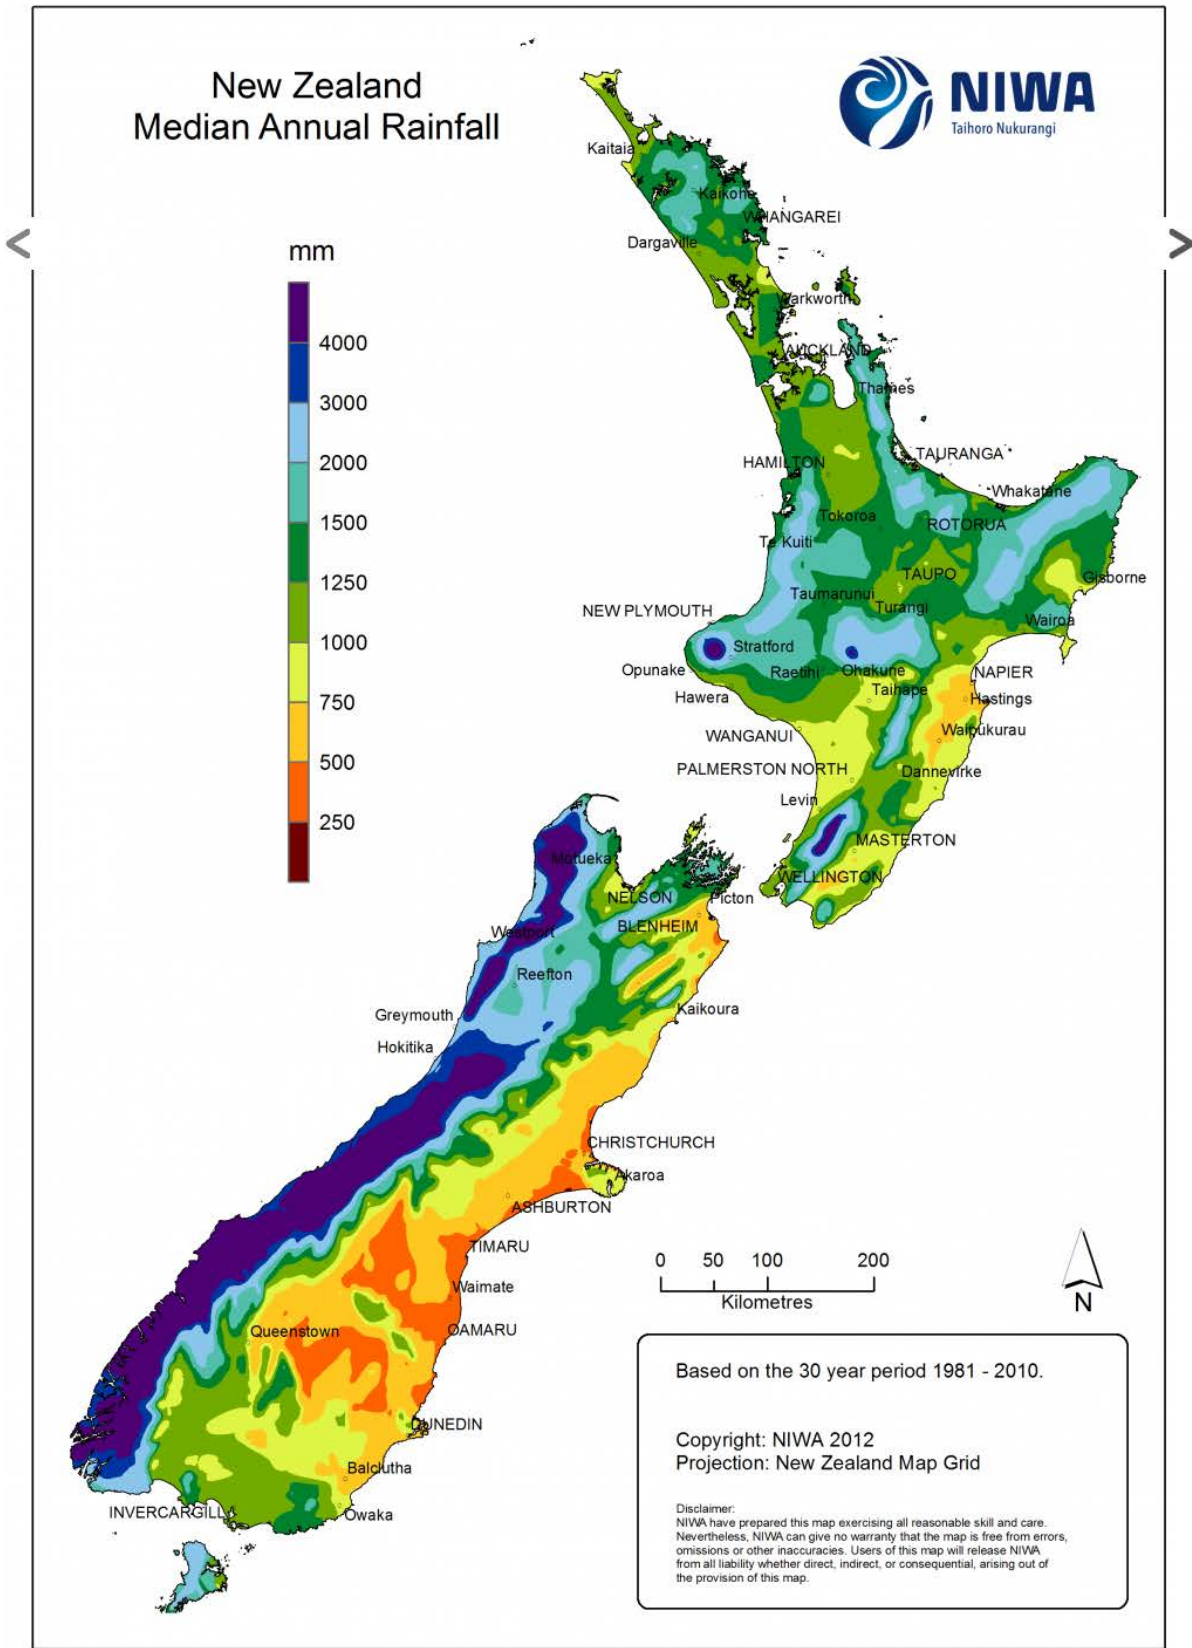 New Zealand
Median Annual Rainfall
NIWA
Taihoro Nukurangi
mm
4000
3000
2000
1500
1250
1000
750
500
250
Kaitaia
Kaikohe
WHANGAREI
Dargaville
Warkworth
AUCKLAND
Thames
HAMILTON
TAURANGA
Whakatane
Tokoroa
ROTORUA
Te Kuiti
TAUPO
Gisborne
Taumarunui
Turangi
NEW PLYMOUTH
Wairoa
Stratford
Opunake
Raetihi
Ohakune
NAPIER
Taihape
Hawera
Hastings
WANGANUI
Waipukurau
PALMERSTON NORTH
Dannevirke
Levin
MASTERTON
Motueka
WELLINGTON
NELSON
Picton
BLENHEIM
Westport
Reefton
Greymouth
Kaikoura
Hokitika
CHRISTCHURCH
Akaroa
ASHBURTON
TIMARU
Waimate
OAMARU
Queenstown
DUNEDIN
Balclutha
INVERCARGILL
Owaka
0 50 100 200
Kilometres
N
Based on the 30 year period 1981 - 2010.
Copyright: NIWA 2012
Projection: New Zealand Map Grid
Disclaimer:
NIWA have prepared this map exercising all reasonable skill and care.
Nevertheless, NIWA can give no warranty that the map is free from errors,
omissions or other inaccuracies. Users of this map will release NIWA
from all liability whether direct, indirect, or consequential, arising out of
the provision of this map.